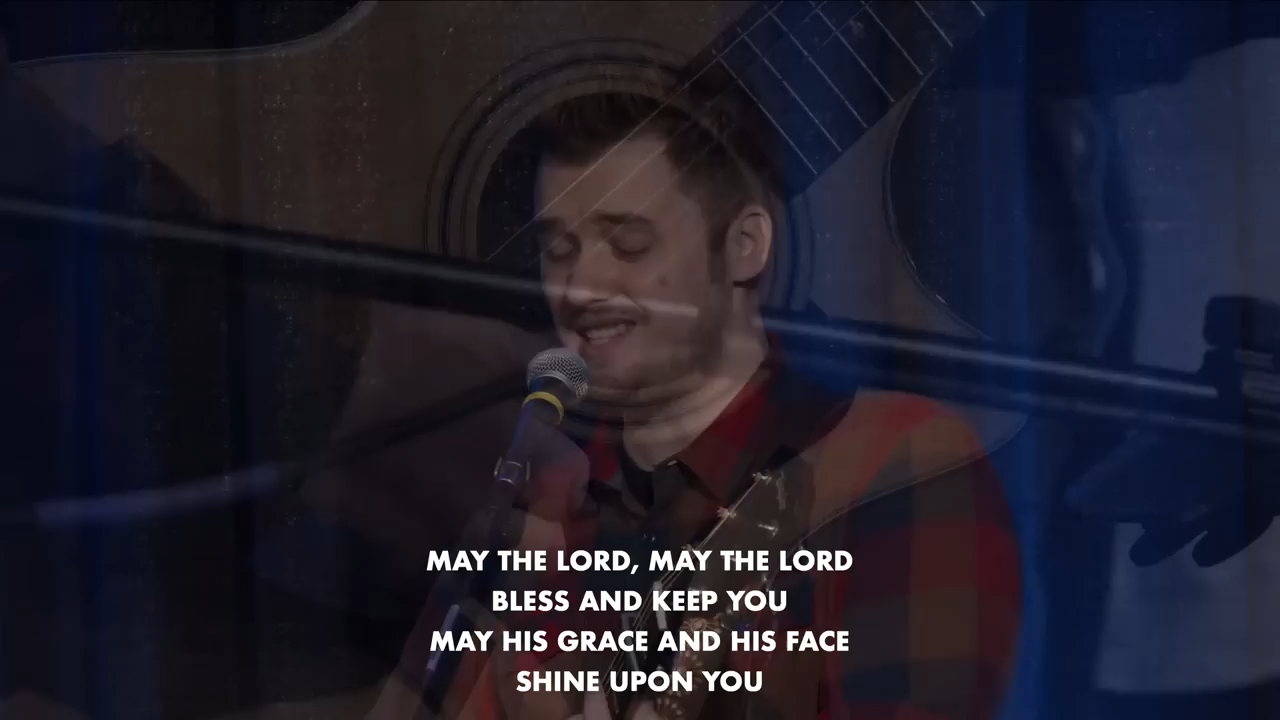 MAY THE LORD, MAY THE LORD
BLESS AND KEEP YOU
MAY HIS GRACE AND HIS FACE
SHINE UPON YOU